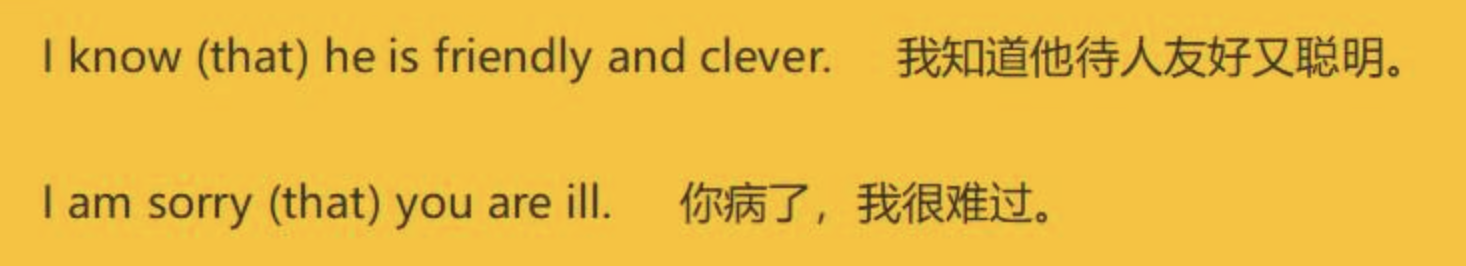 I know (that) he is friendly and clever. 我知道他待人友好又聪明。
I am sorry (that) you are ill. 你病了，我很难过。